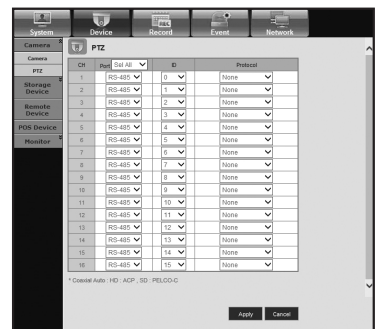 System Device Record Event Network
Camera
Camera
PTZ
Storage Device
Remote Device
POS Device
Monitor
PTZ
CH Port Sel All ID Protocol
1 RS-485 0 None
2 RS-485 1 None
3 RS-485 2 None
4 RS-485 3 None
5 RS-485 4 None
6 RS-485 5 None
7 RS-485 6 None
8 RS-485 7 None
9 RS-485 8 None
10 RS-485 9 None
11 RS-485 10 None
12 RS-485 11 None
13 RS-485 12 None
14 RS-485 13 None
15 RS-485 14 None
16 RS-485 15 None
* Coaxial Auto : HD : ACP , SD : PELCO-C
Apply Cancel